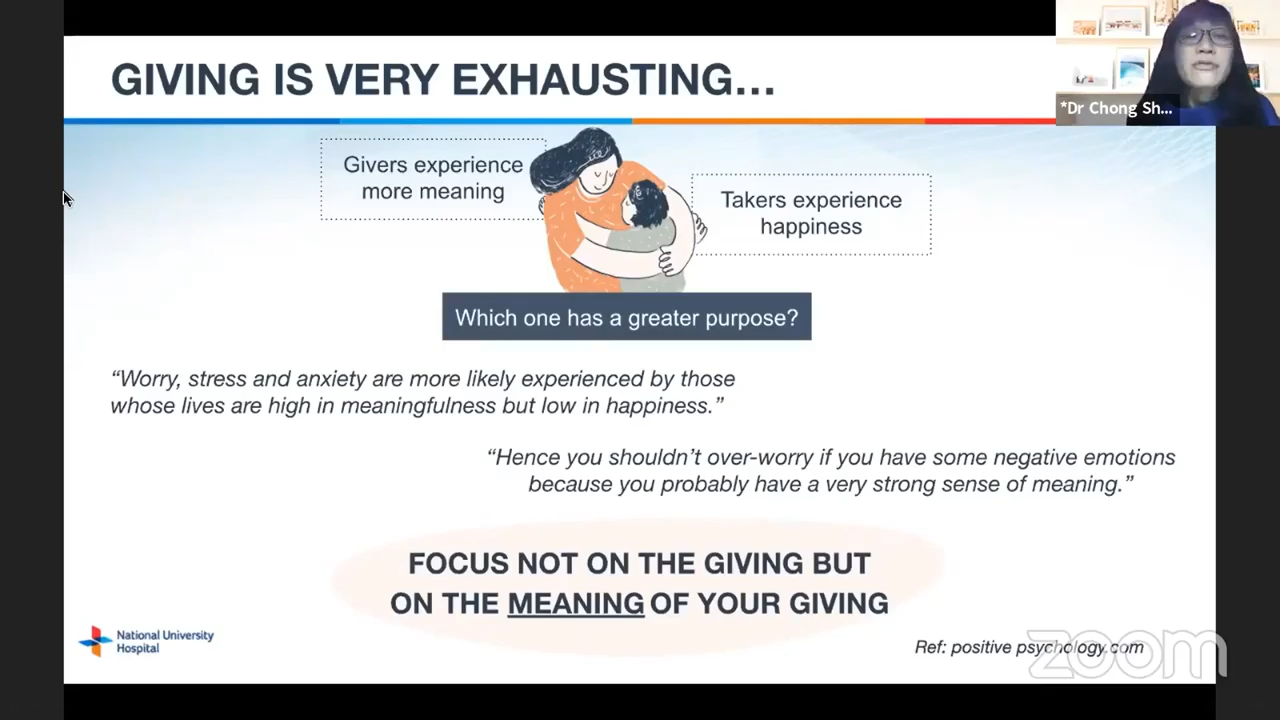 GIVING IS VERY EXHAUSTING...
*Dr Chong Sh...
Givers experience
more meaning
Takers experience
happiness
Which one has a greater purpose?
“Worry, stress and anxiety are more likely experienced by those
whose lives are high in meaningfulness but low in happiness.”
“Hence you shouldn’t over-worry if you have some negative emotions
because you probably have a very strong sense of meaning.”
FOCUS NOT ON THE GIVING BUT
ON THE MEANING OF YOUR GIVING
National University
Hospital
Ref: positive psychology.com
zoom